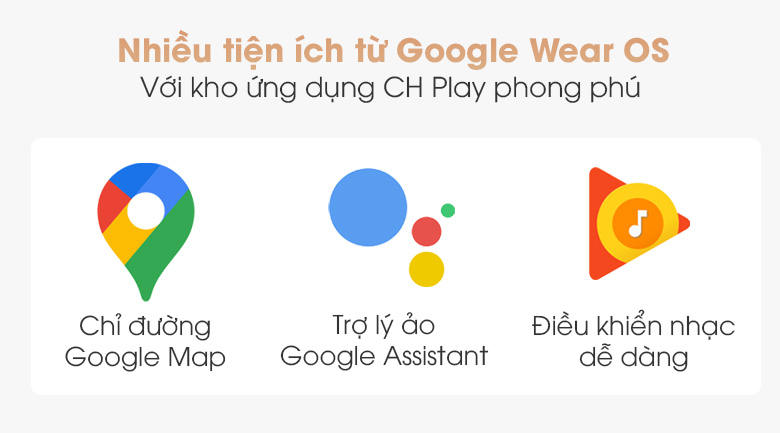 Nhiều tiện ích từ Google Wear OS
Với kho ứng dụng CH Play phong phú
Chỉ đường
Google Map
Trợ lý ảo
Google Assistant
Điều khiển nhạc
dễ dàng